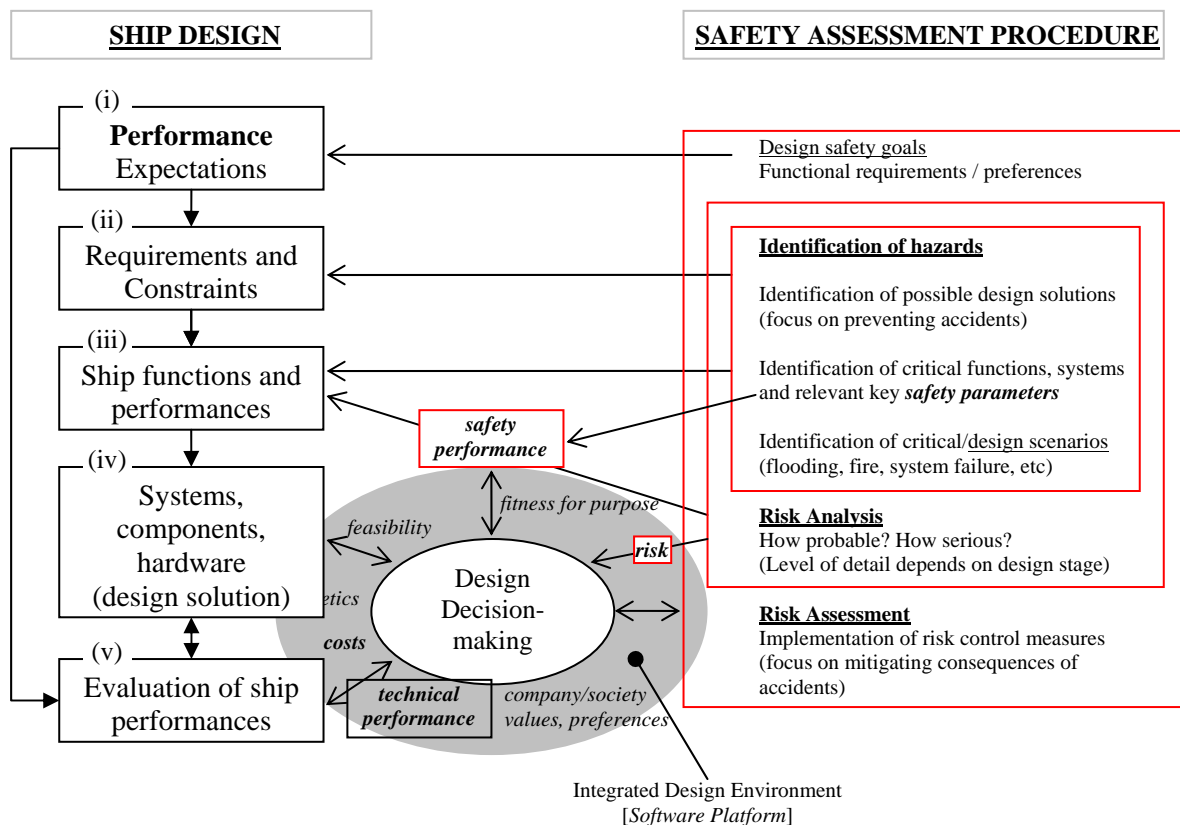 SHIP DESIGN
SAFETY ASSESSMENT PROCEDURE
(i)
Performance
Expectations
(ii)
Requirements and
Constraints
(iii)
Ship functions and
performances
(iv)
Systems,
components,
hardware
(design solution)
(v)
Evaluation of ship
performances
safety
performance
fitness for purpose
feasibility
risk
Design
Decision-
making
etics
costs
technical
performance
company/society
values, preferences
Integrated Design Environment
[Software Platform]
Design safety goals
Functional requirements / preferences
Identification of hazards
Identification of possible design solutions
(focus on preventing accidents)
Identification of critical functions, systems
and relevant key safety parameters
Identification of critical/design scenarios
(flooding, fire, system failure, etc)
Risk Analysis
How probable? How serious?
(Level of detail depends on design stage)
Risk Assessment
Implementation of risk control measures
(focus on mitigating consequences of
accidents)